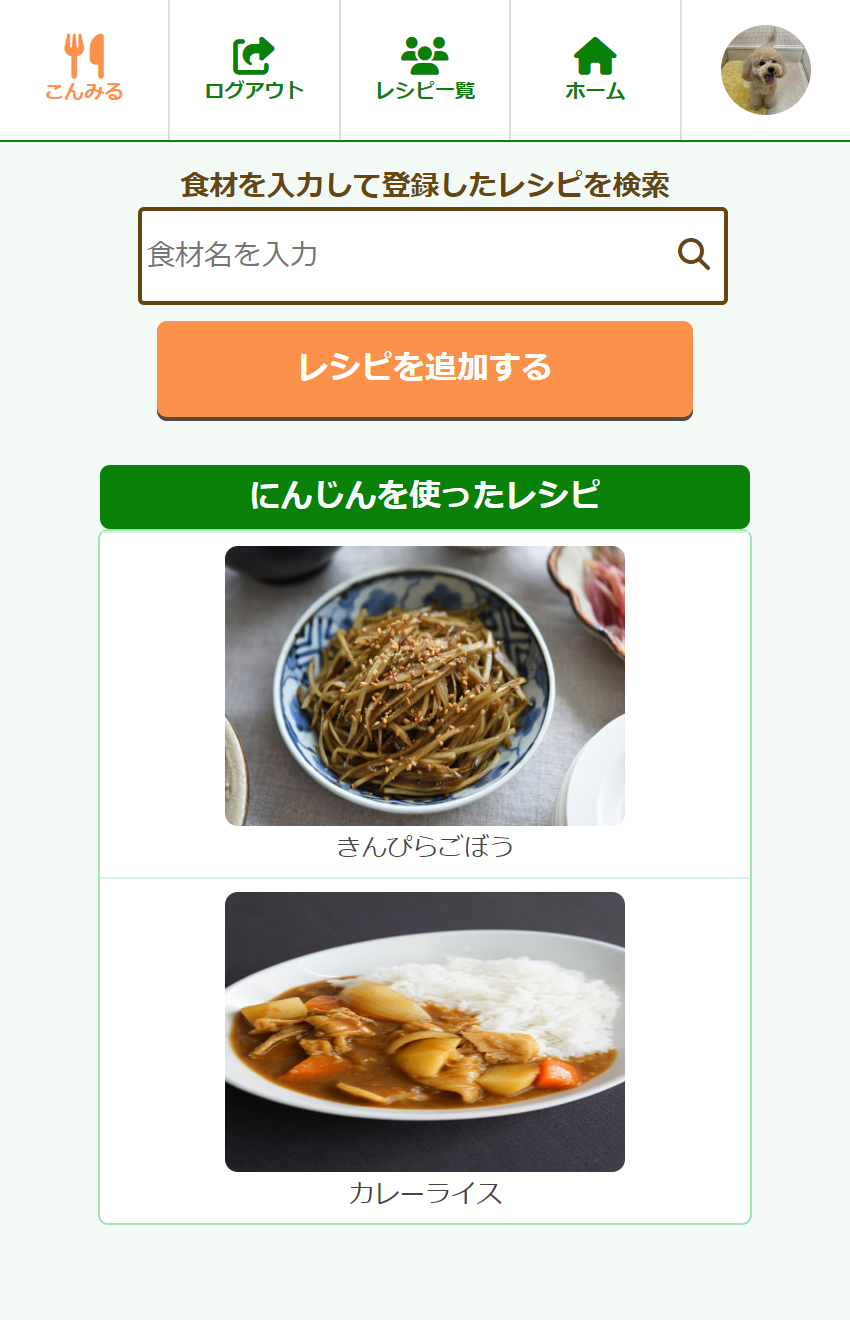 こんみる
ログアウト
レシピ一覧
ホーム
食材を入力して登録したレシピを検索
食材名を入力
レシピを追加する
にんじんを使ったレシピ
きんぴらごぼう
カレーライス